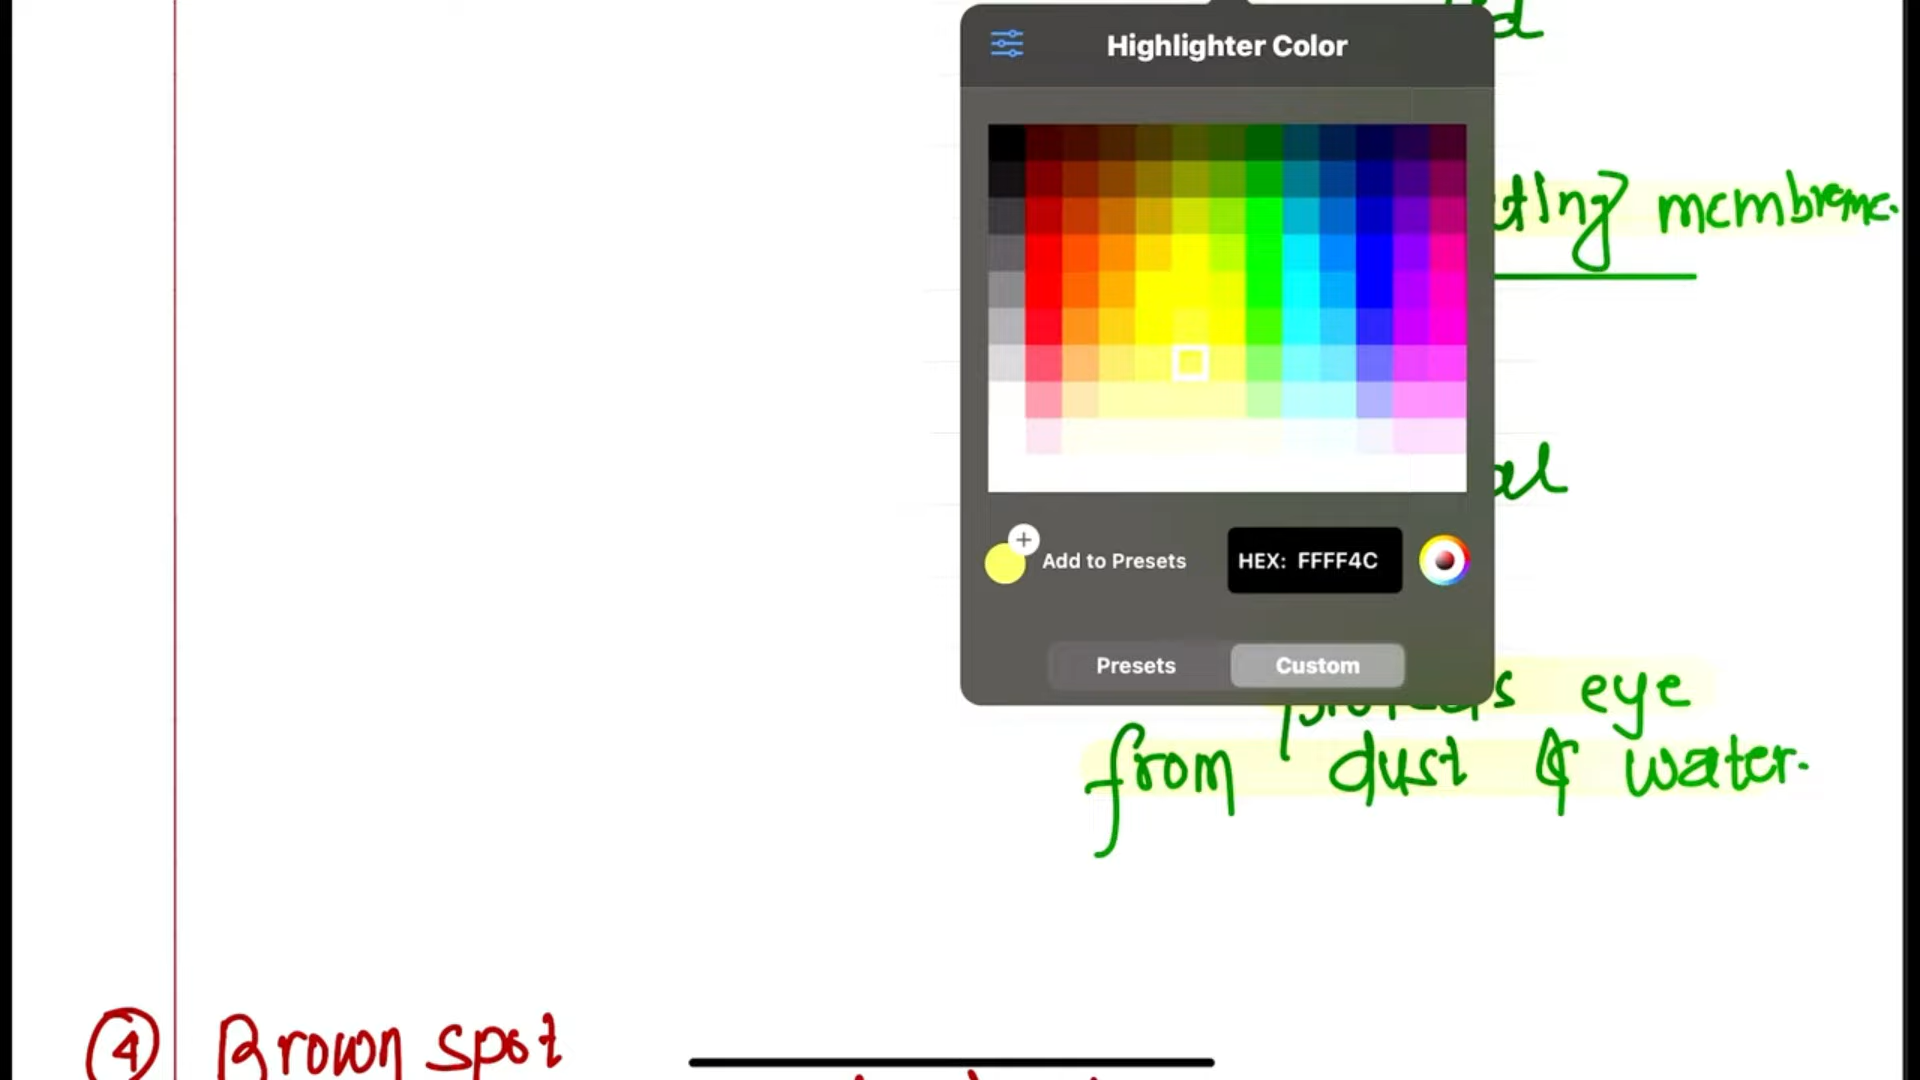 Highlighter Color
membrane.
Add to Presets
HEX: FFFF4C
Presets
Custom
eye
from dust & water.
④ Brown spot